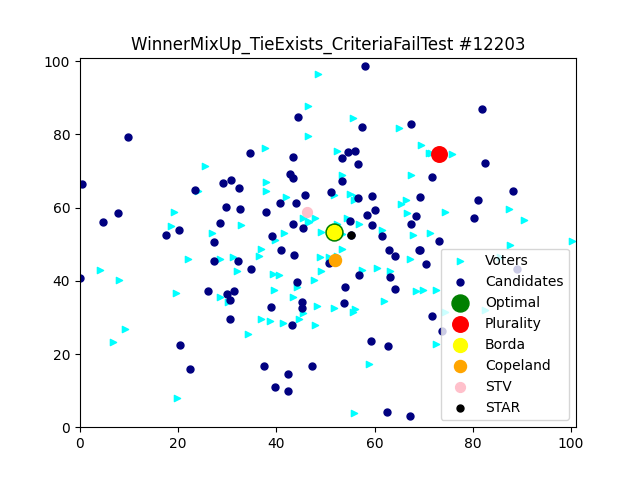 WinnerMixUp_TieExists_CriteriaFailTest #12203
100
80
60
40
20
0
0 20 40 60 80 100
Voters
Candidates
Optimal
Plurality
Borda
Copeland
STV
STAR